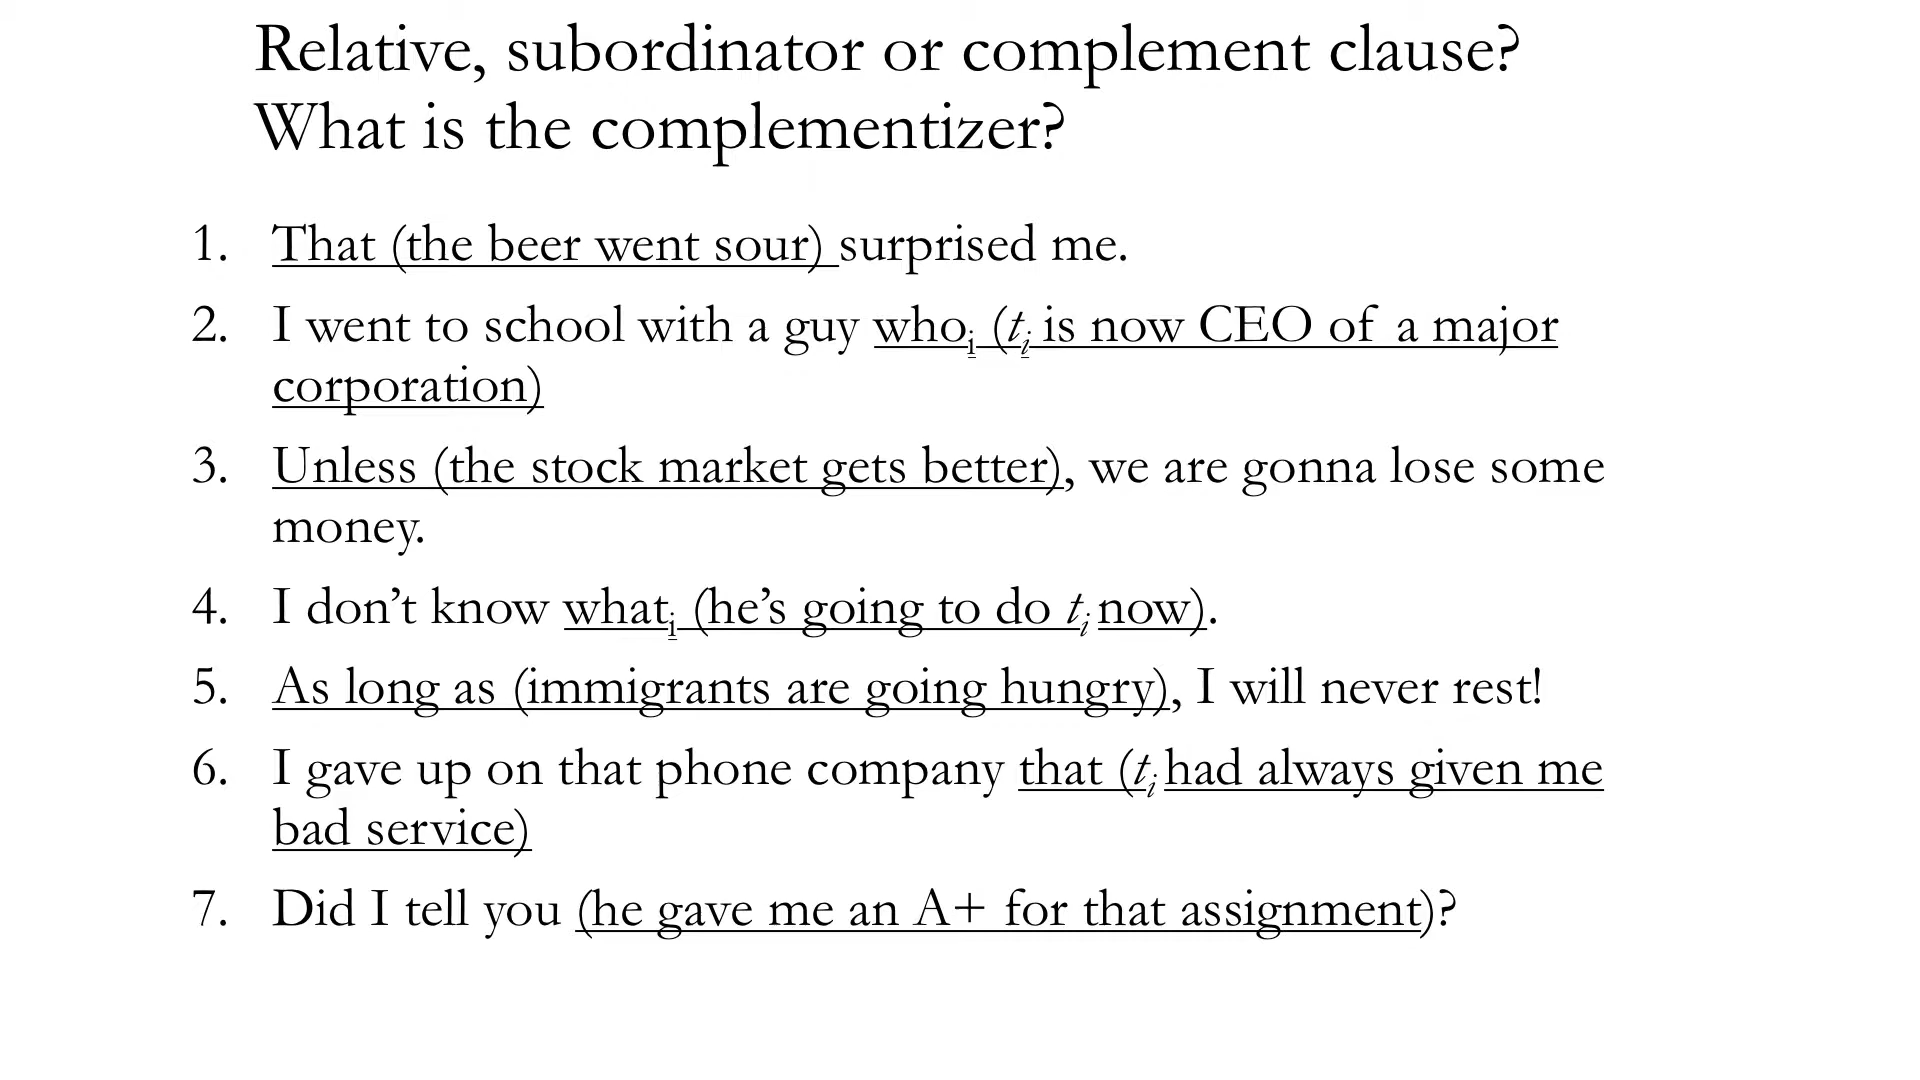 Relative, subordinator or complement clause?
What is the complementizer?
1. That (the beer went sour) surprised me.
2. I went to school with a guy whoi (ti is now CEO of a major
corporation)
3. Unless (the stock market gets better), we are gonna lose some
money.
4. I don’t know whati (he’s going to do ti now).
5. As long as (immigrants are going hungry), I will never rest!
6. I gave up on that phone company that (ti had always given me
bad service)
7. Did I tell you (he gave me an A+ for that assignment)?